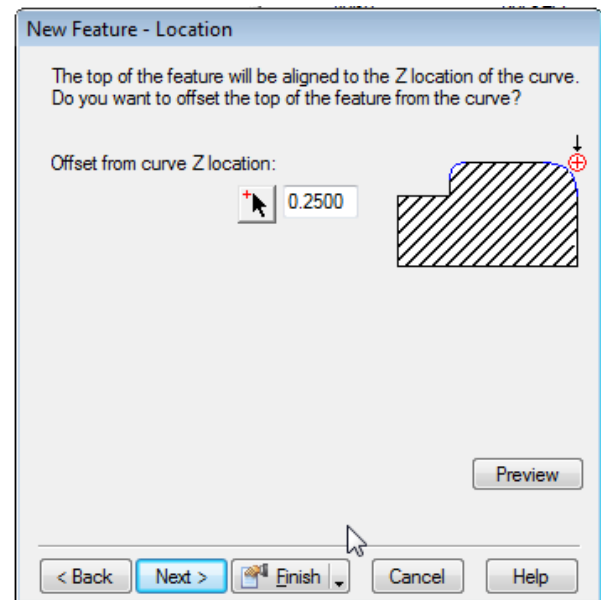 New Feature - Location
The top of the feature will be aligned to the Z location of the curve.
Do you want to offset the top of the feature from the curve?
Offset from curve Z location:
0.2500
Preview
< Back
Next >
Finish
Cancel
Help